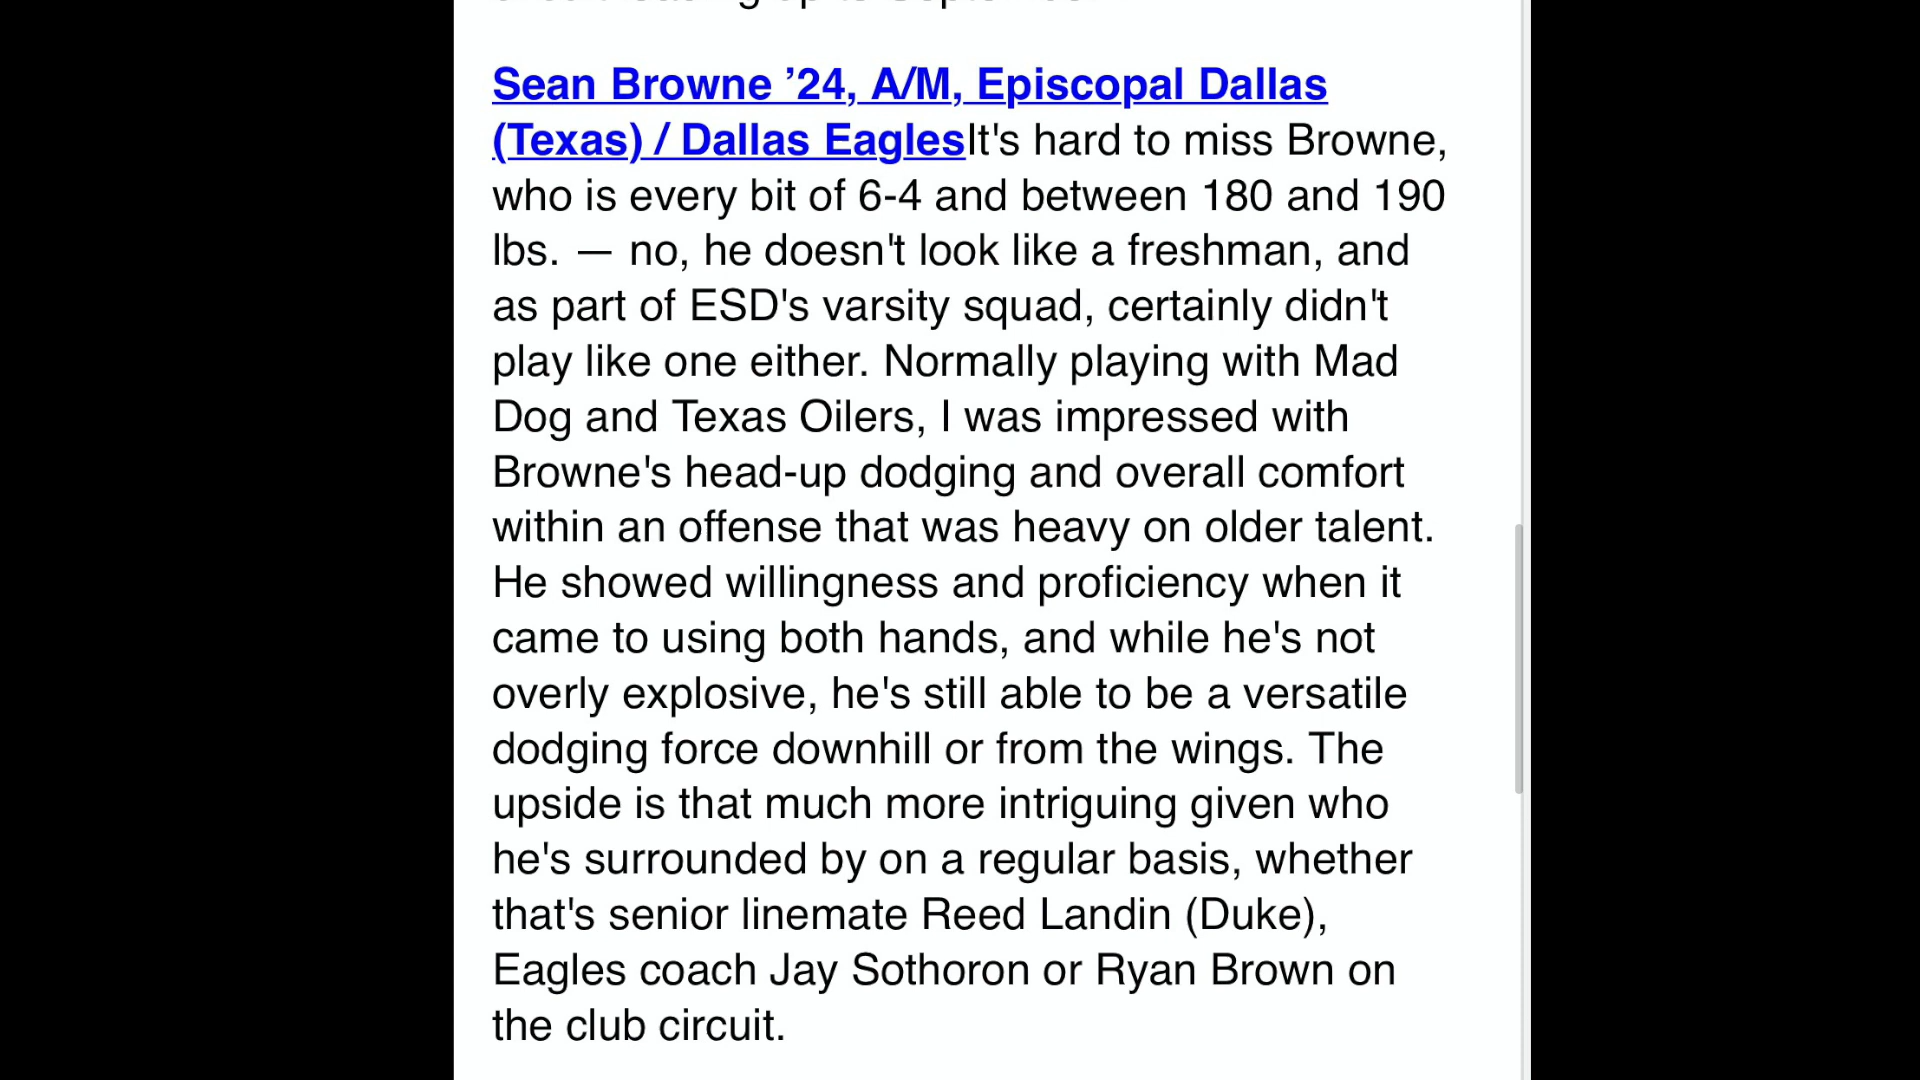 Sean Browne ’24, A/M, Episcopal Dallas
(Texas) / Dallas EaglesIt's hard to miss Browne,
who is every bit of 6-4 and between 180 and 190
lbs. — no, he doesn't look like a freshman, and
as part of ESD's varsity squad, certainly didn't
play like one either. Normally playing with Mad
Dog and Texas Oilers, I was impressed with
Browne's head-up dodging and overall comfort
within an offense that was heavy on older talent.
He showed willingness and proficiency when it
came to using both hands, and while he's not
overly explosive, he's still able to be a versatile
dodging force downhill or from the wings. The
upside is that much more intriguing given who
he's surrounded by on a regular basis, whether
that's senior linemate Reed Landin (Duke),
Eagles coach Jay Sothoron or Ryan Brown on
the club circuit.